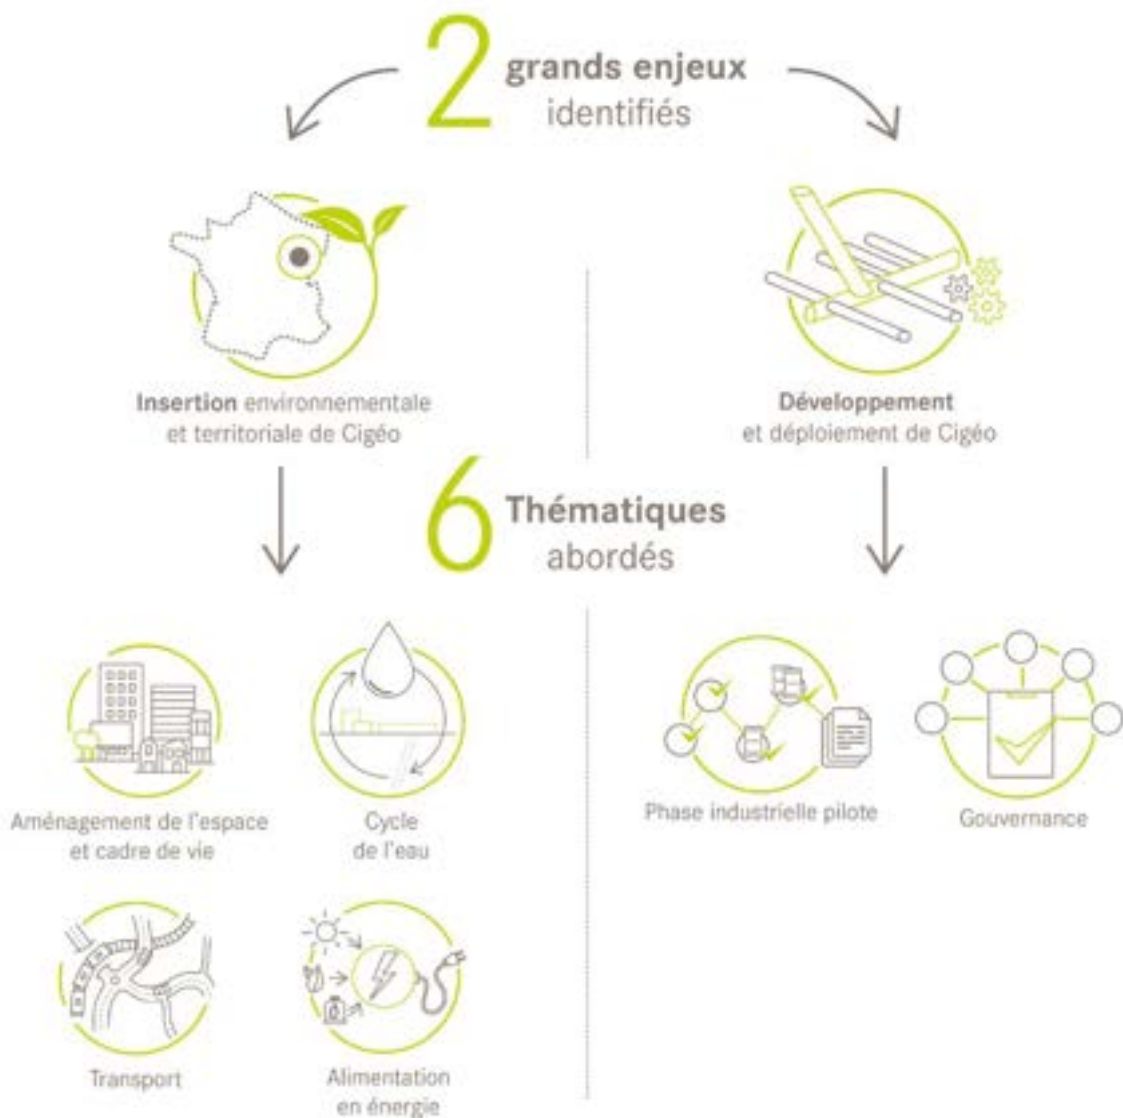 2 grands enjeux
identifiés
Insertion environnementale
et territoriale de Cigéo
Développement
et déploiement de Cigéo
6 Thématiques
abordés
Aménagement de l'espace
et cadre de vie
Cycle
de l'eau
Transport
Alimentation
en énergie
Phase industrielle pilote
Gouvernance